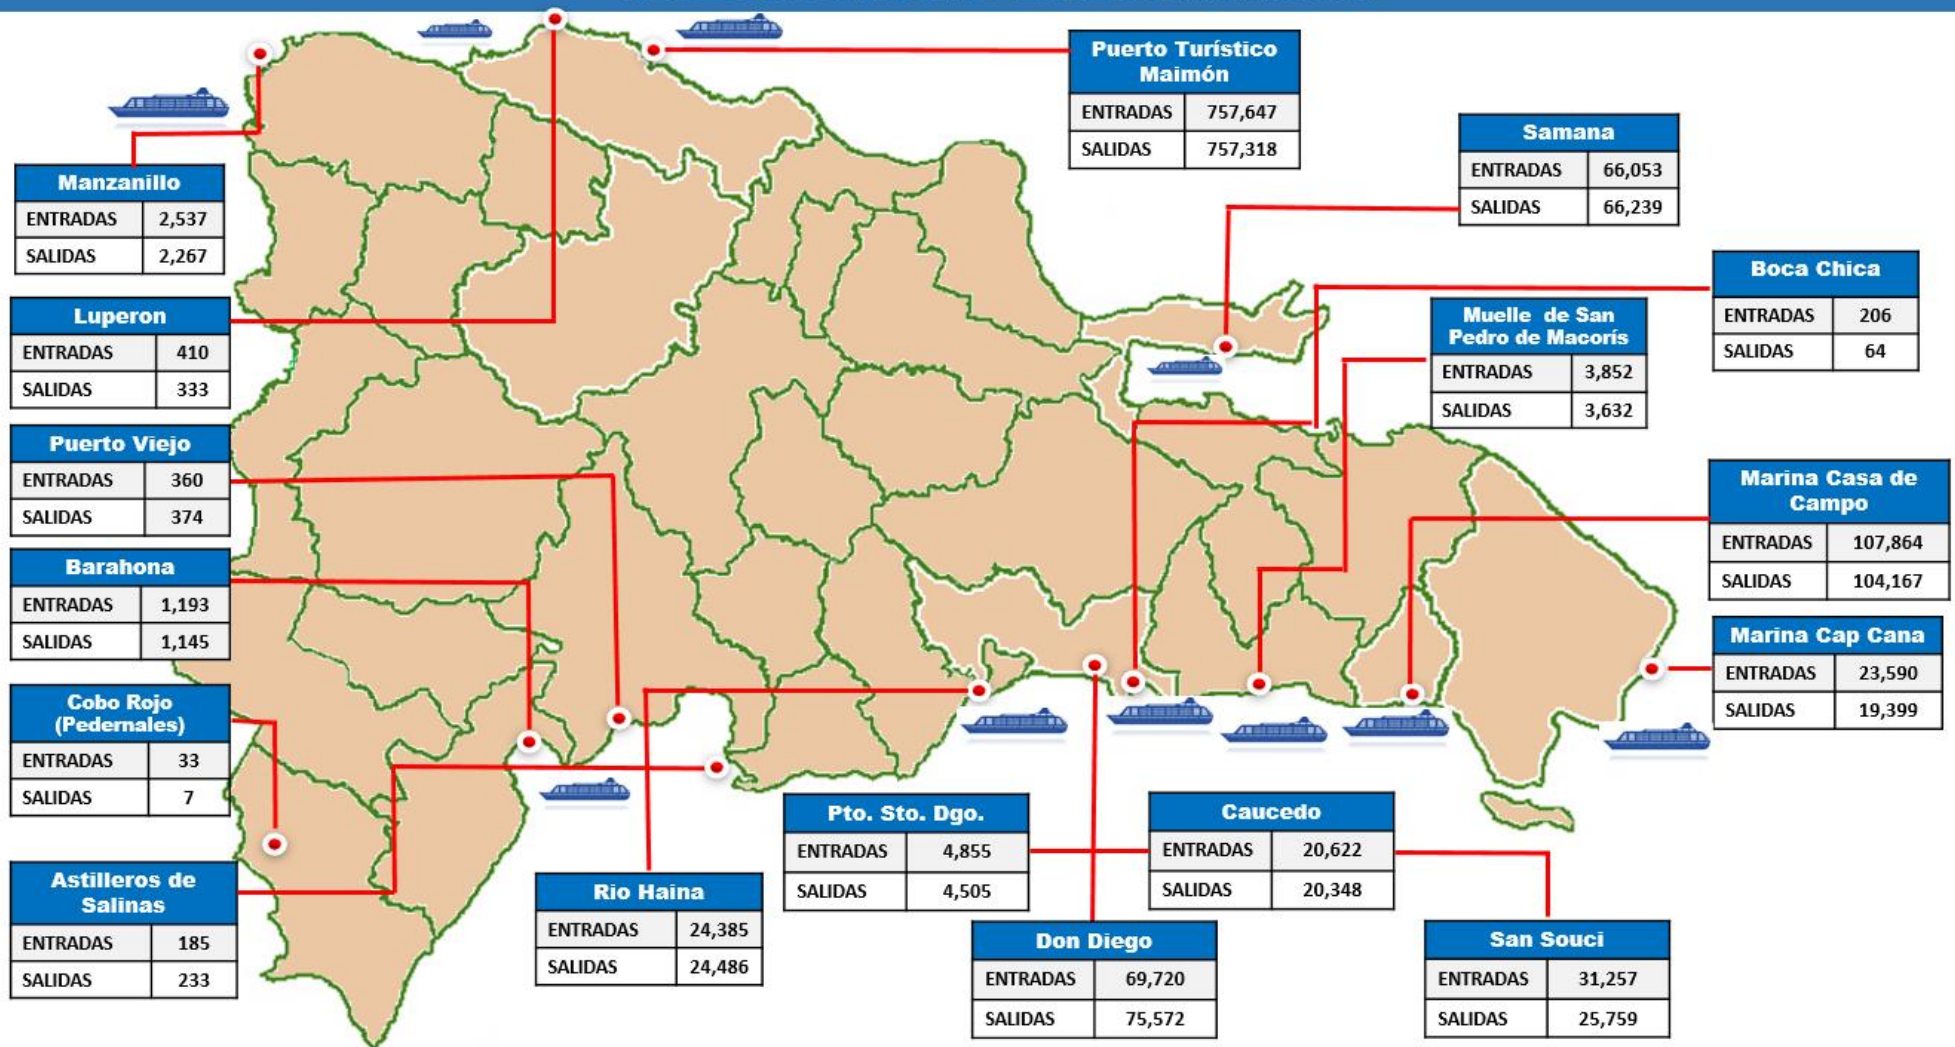 Puerto Turístico
Maimón
ENTRADAS 757,647
SALIDAS 757,318
Samana
ENTRADAS 66,053
SALIDAS 66,239
Manzanillo
ENTRADAS 2,537
SALIDAS 2,267
Boca Chica
ENTRADAS 206
SALIDAS 64
Luperon
ENTRADAS 410
SALIDAS 333
Muelle de San
Pedro de Macorís
ENTRADAS 3,852
SALIDAS 3,632
Puerto Viejo
ENTRADAS 360
SALIDAS 374
Marina Casa de
Campo
ENTRADAS 107,864
SALIDAS 104,167
Barahona
ENTRADAS 1,193
SALIDAS 1,145
Marina Cap Cana
ENTRADAS 23,590
SALIDAS 19,399
Cobo Rojo
(Pedernales)
ENTRADAS 33
SALIDAS 7
Pto. Sto. Dgo.
ENTRADAS 4,855
SALIDAS 4,505
Caucedo
ENTRADAS 20,622
SALIDAS 20,348
Astilleros de
Salinas
ENTRADAS 185
SALIDAS 233
Rio Haina
ENTRADAS 24,385
SALIDAS 24,486
Don Diego
ENTRADAS 69,720
SALIDAS 75,572
San Souci
ENTRADAS 31,257
SALIDAS 25,759